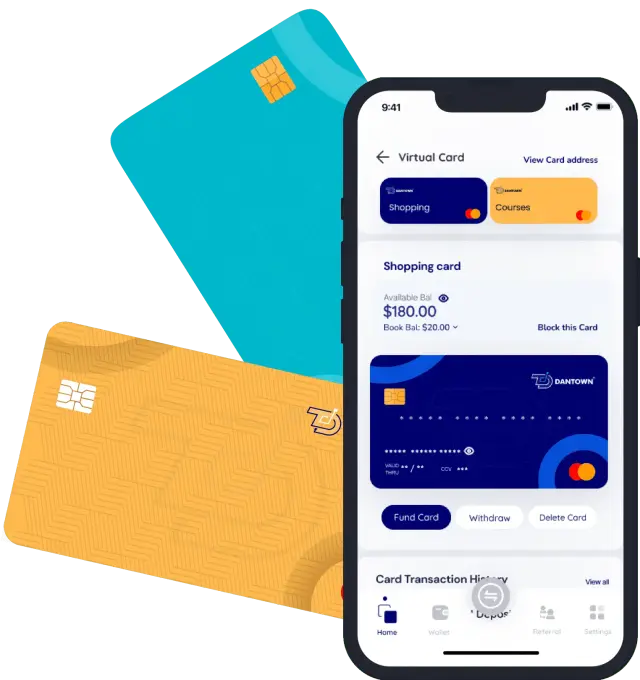 9:41
Virtual Card
View Card address
DANTOWN
Shopping
DANTOWN
Courses
Shopping card
Available Bal
$180.00
Book Bal: $20.00
Block this Card
DANTOWN
***** **** **** ****
***** ******* ***** *
VALID THRU **/**
CCV ***
Fund Card
Withdraw
Delete Card
Card Transaction History
View all
Deposi
Home
Wallet
Referral
Settings